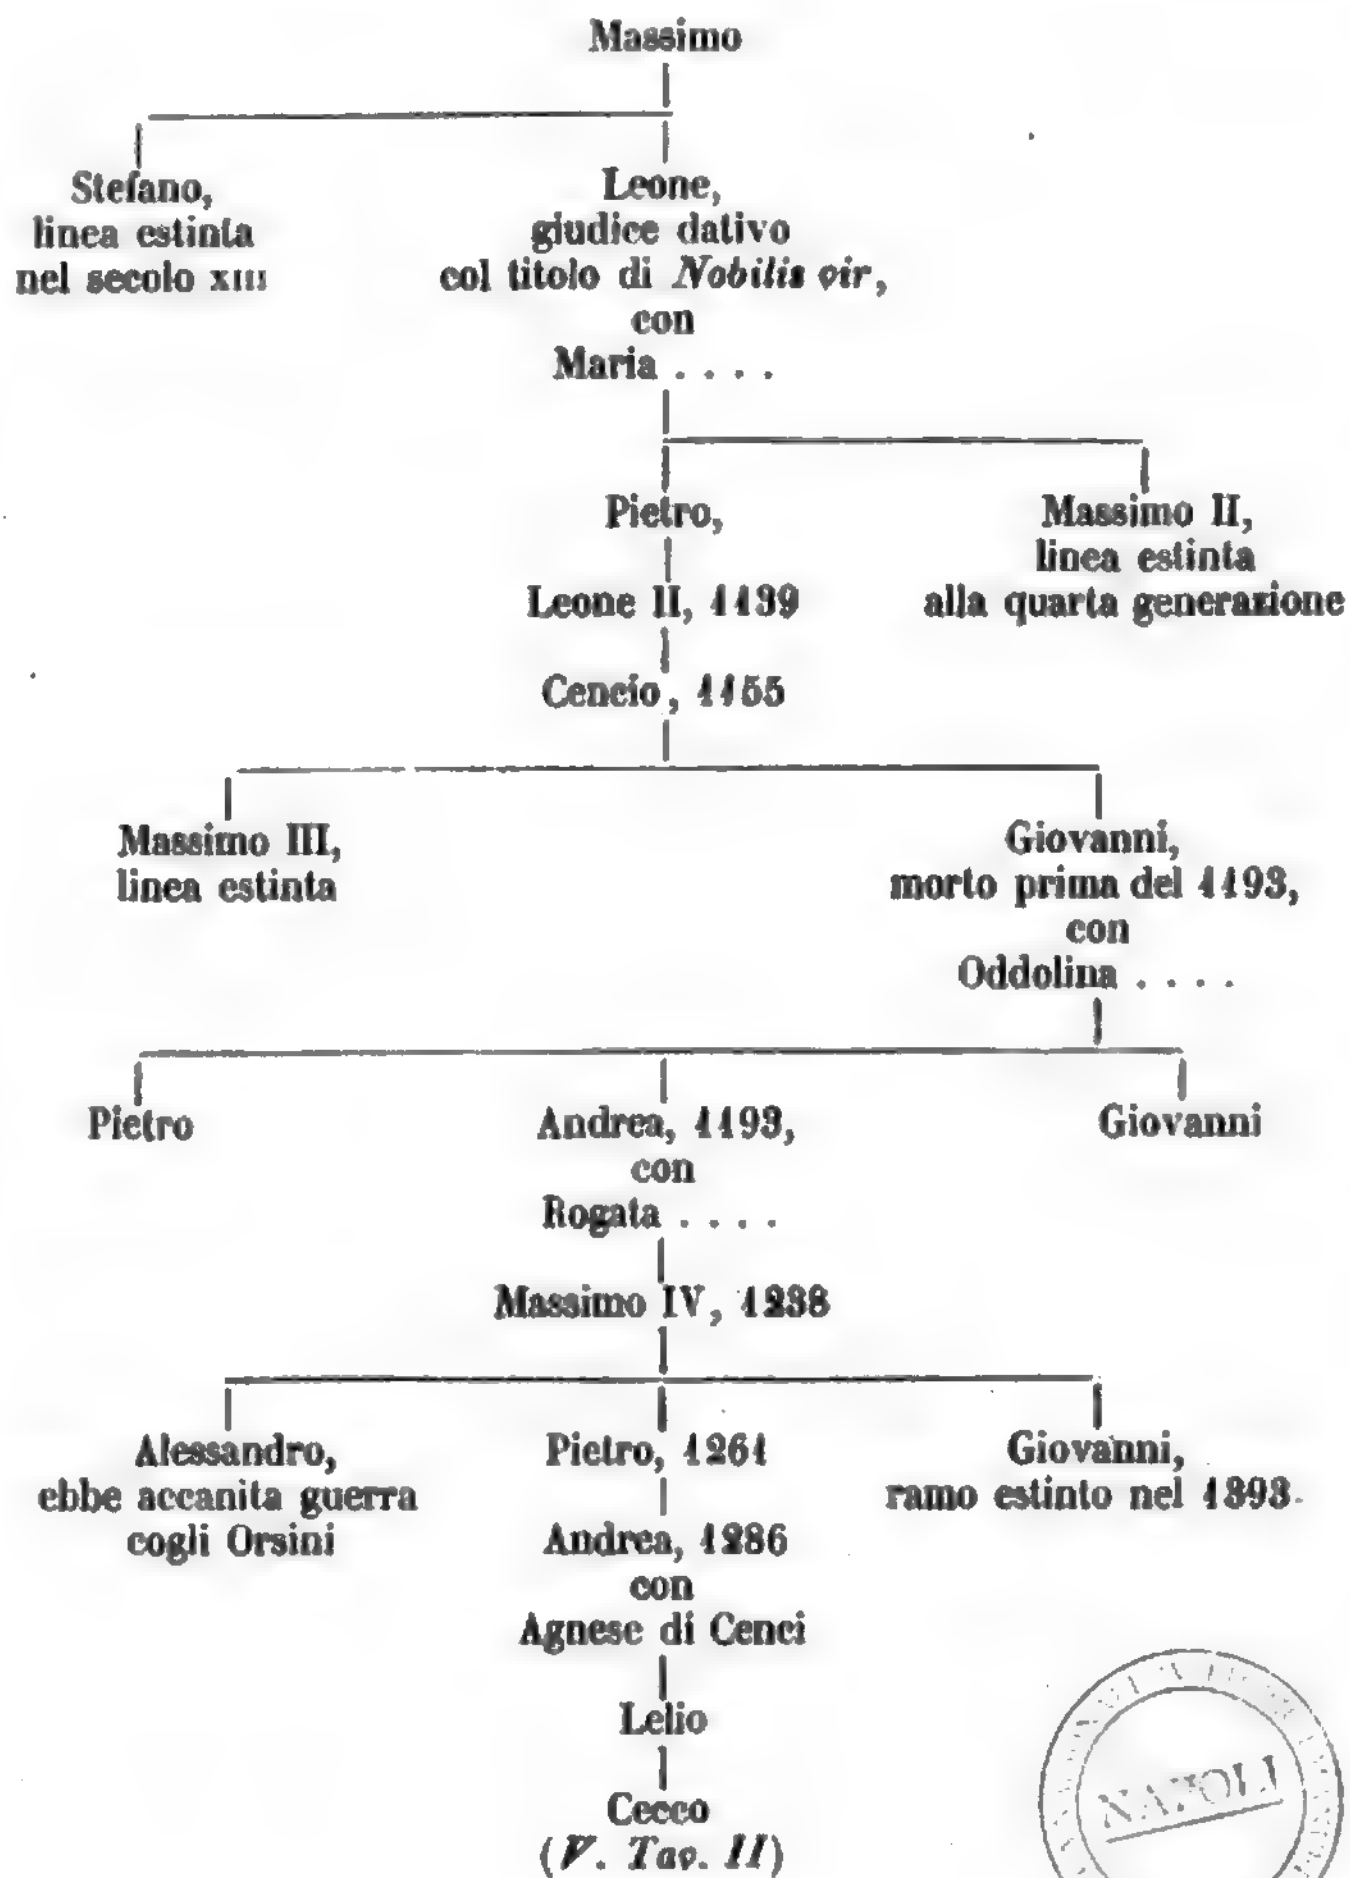 Massimo
Stefano,
linea estinta
nel secolo XIII
Leone,
giudice dativo
col titolo di Nobilis vir,
con
Maria . . . .
Pietro,
Massimo II,
linea estinta
alla quarta generazione
Leone II, 1139
Cencio, 1155
Massimo III,
linea estinta
Giovanni,
morto prima del 1193,
con
Oddolina . . . .
Pietro
Andrea, 1193,
con
Rogata . . . .
Giovanni
Massimo IV, 1238
Alessandro,
ebbe accanita guerra
cogli Orsini
Pietro, 1261
Giovanni,
ramo estinto nel 1393
Andrea, 1286
con
Agnese di Cenci
Lelio
Cecco
(V. Tav. II)
NAPOLI